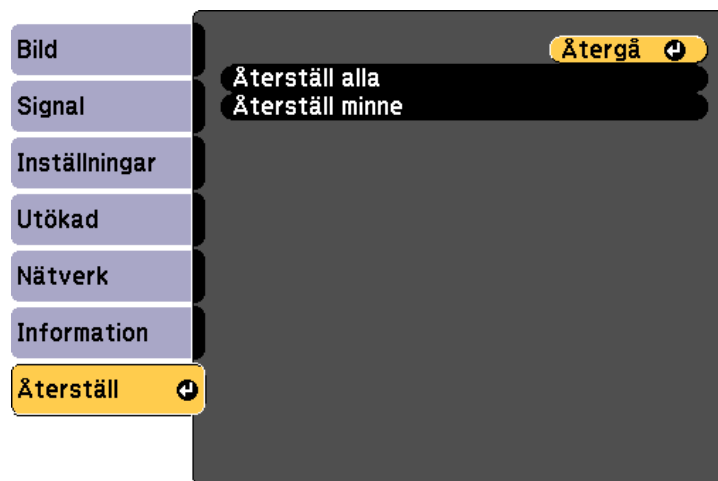 Bild
Signal
Inställningar
Utökad
Nätverk
Information
Återställ
Återgå
Återställ alla
Återställ minne